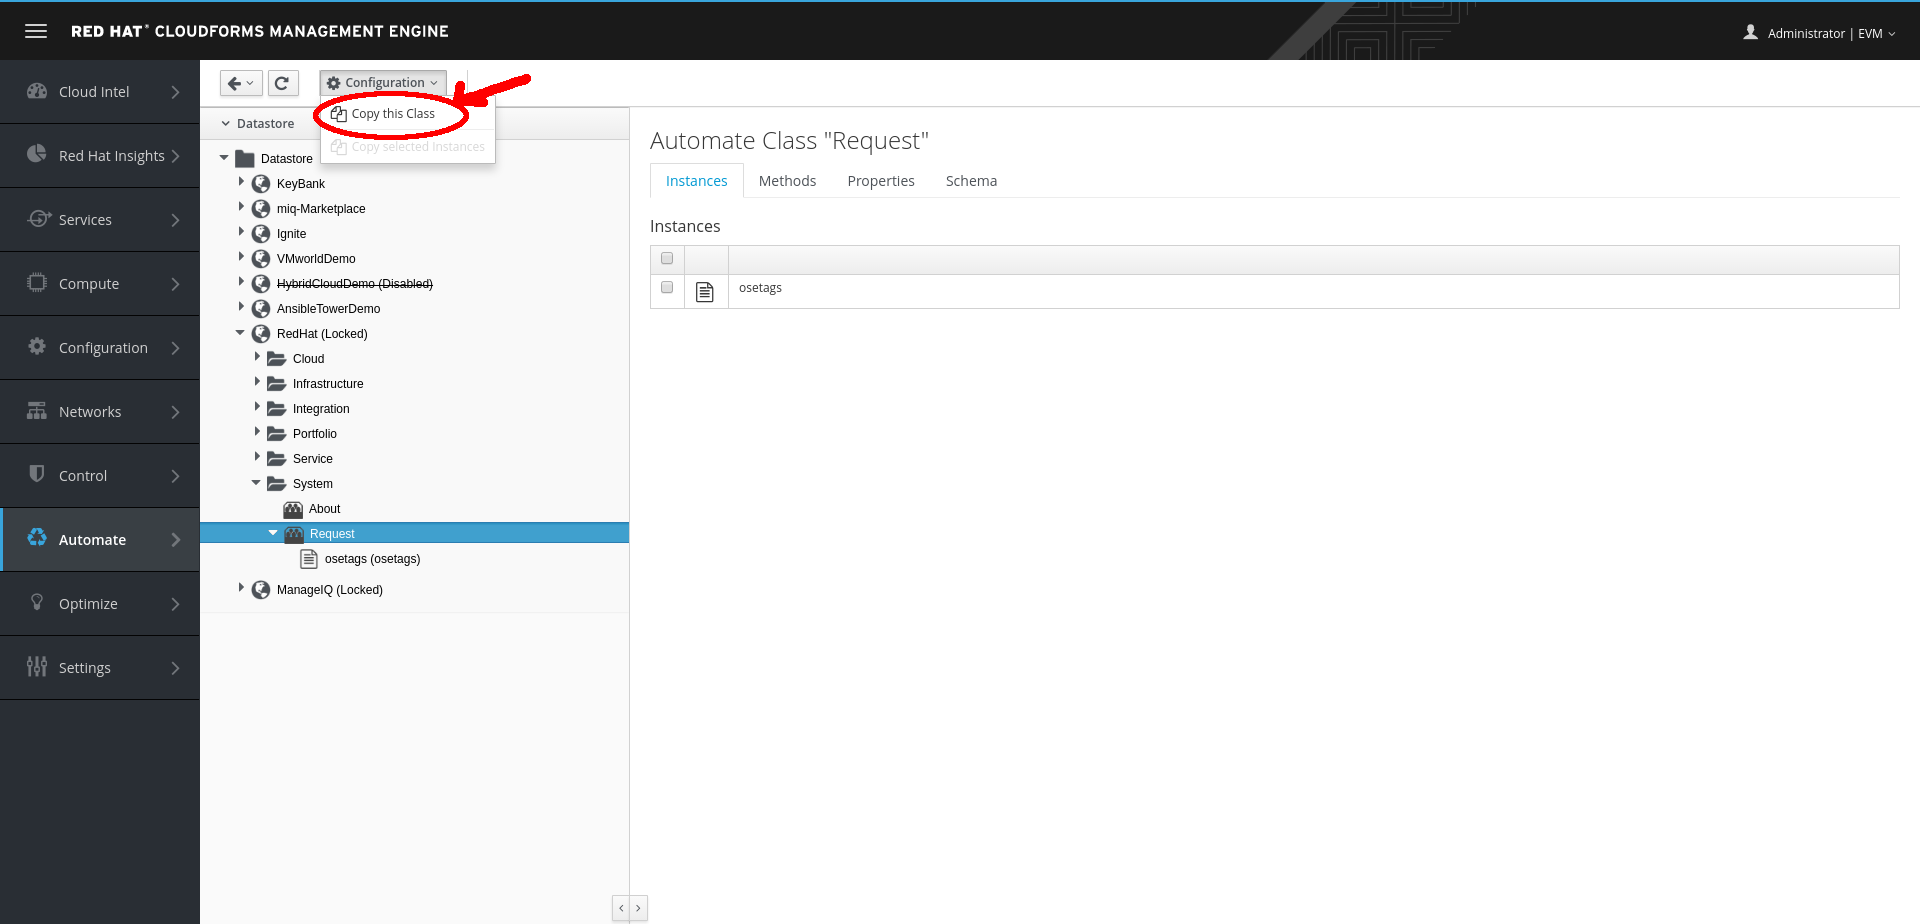 RED HAT® CLOUDFORMS MANAGEMENT ENGINE
Administrator | EVM
Cloud Intel
Red Hat Insights
Services
Compute
Configuration
Networks
Control
Automate
Optimize
Settings
Configuration
Copy this Class
Copy selected Instances
Datastore
Datastore
KeyBank
miq-Marketplace
Ignite
VMworldDemo
HybridCloudDemo (Disabled)
AnsibleTowerDemo
RedHat (Locked)
Cloud
Infrastructure
Integration
Portfolio
Service
System
About
Request
osetags (osetags)
ManageIQ (Locked)
Automate Class "Request"
Instances Methods Properties Schema
Instances
osetags